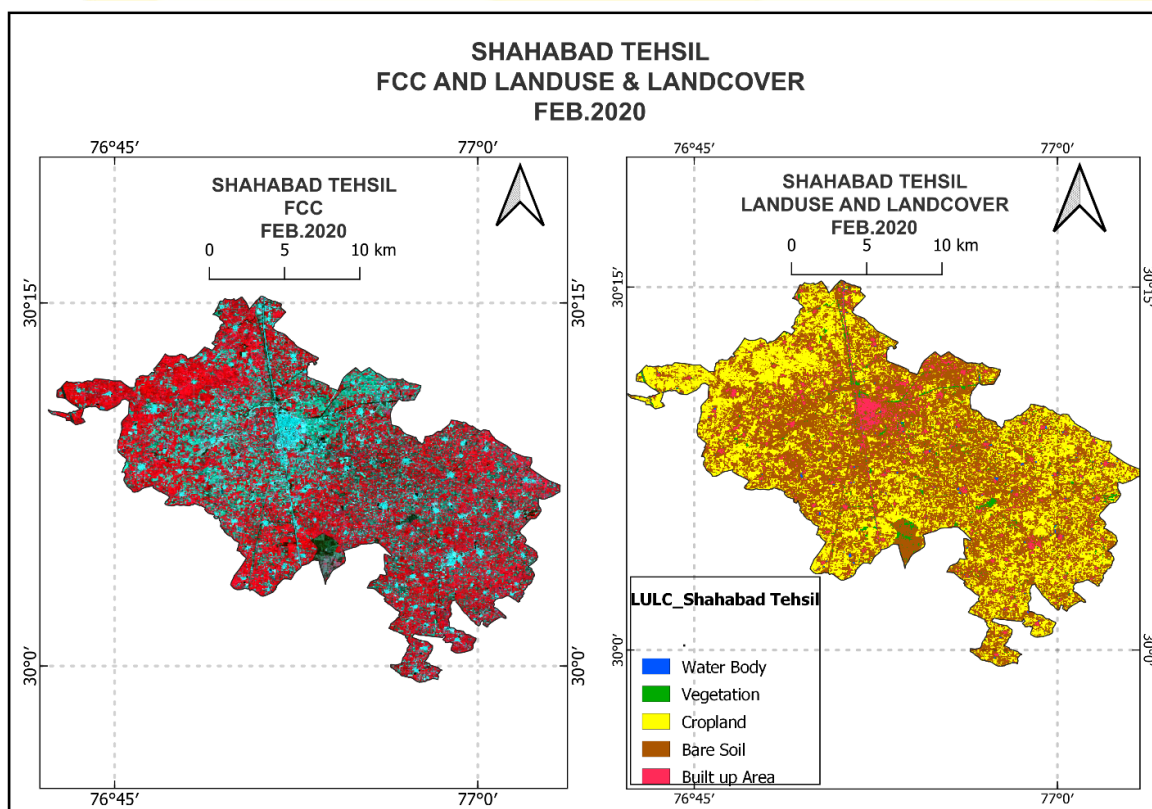 SHAHABAD TEHSIL
FCC AND LANDUSE & LANDCOVER
FEB.2020
76°45′
77°0′
SHAHABAD TEHSIL
FCC
FEB.2020
0 5 10 km
30°15′
30°15′
30°0′
30°0′
76°45′
77°0′
76°45′
77°0′
SHAHABAD TEHSIL
LANDUSE AND LANDCOVER
FEB.2020
0 5 10 km
30°15′
30°15′
30°0′
30°0′
LULC_Shahabad Tehsil
Water Body
Vegetation
Cropland
Bare Soil
Built up Area
76°45′
77°0′